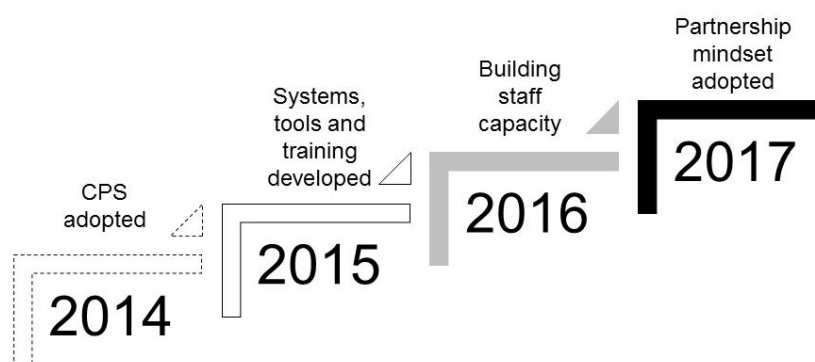 CPS
adopted
2014
Systems,
tools and
training
developed
2015
Building
staff
capacity
2016
Partnership
mindset
adopted
2017